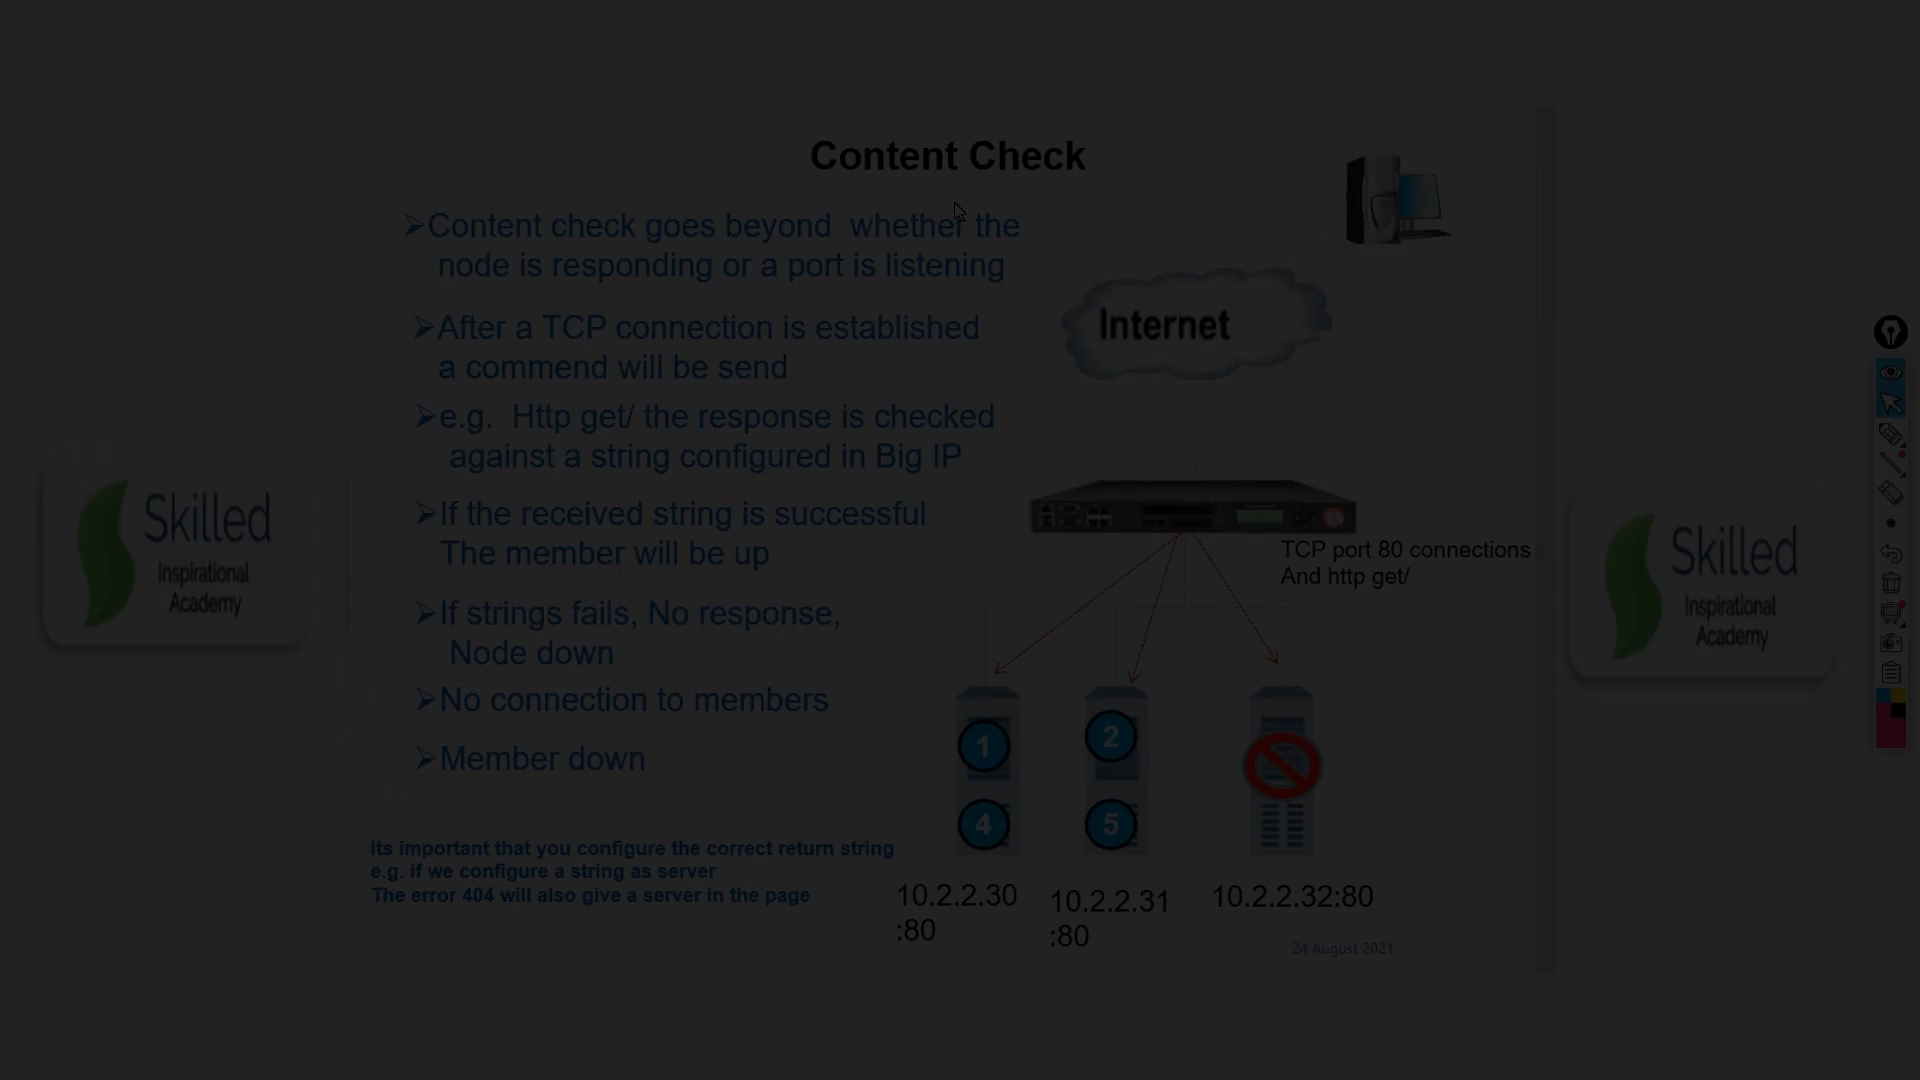 Content Check
➢Content check goes beyond whether the
node is responding or a port is listening
➢After a TCP connection is established
a commend will be send
➢e.g. Http get/ the response is checked
against a string configured in Big IP
➢If the received string is successful
The member will be up
➢If strings fails, No response,
Node down
➢No connection to members
➢Member down
Its important that you configure the correct return string
e.g. if we configure a string as server
The error 404 will also give a server in the page
Internet
TCP port 80 connections
And http get/
1
2
4
5
10.2.2.30
:80
10.2.2.31
:80
10.2.2.32:80
24 August 2021
Skilled
Inspirational
Academy
Skilled
Inspirational
Academy